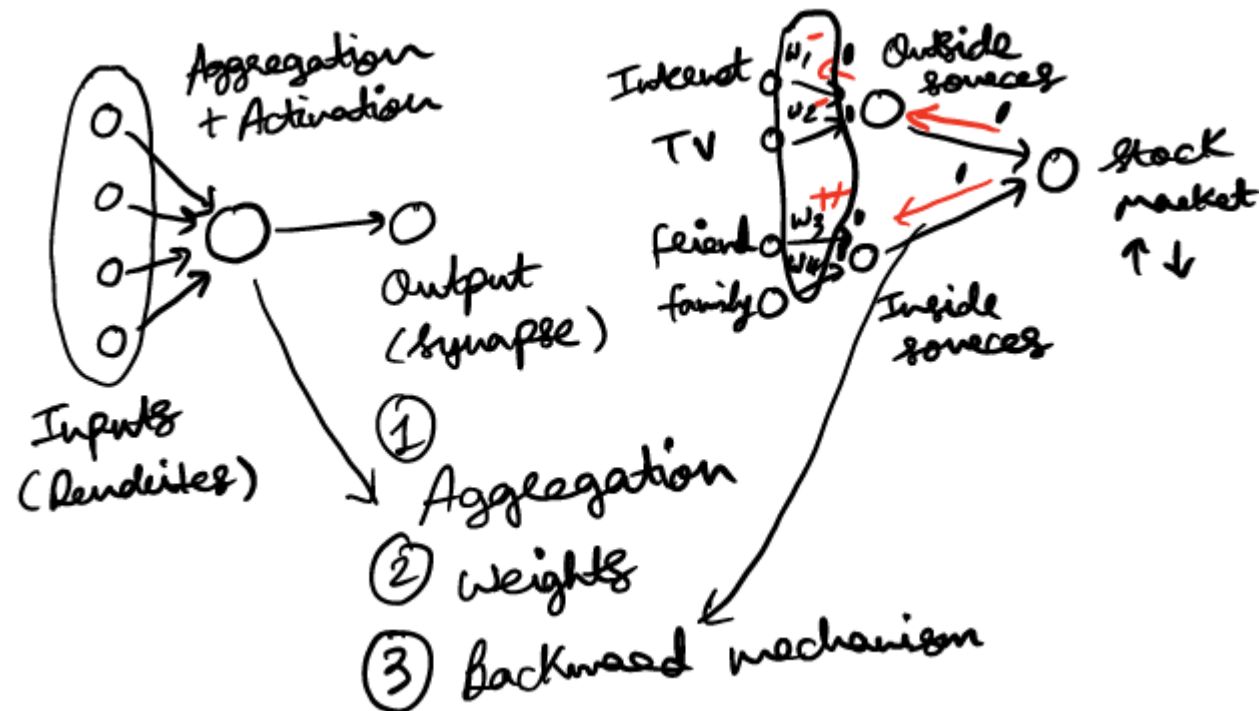 Aggregation
+ Activation
Output
(Synapse)
Inputs
(Dendrites)
Internet
TV
friend
family
w1
w2
w3
w4
-
-
++
Outside
sources
Inside
sources
Stock
market
↑ ↓
1
Aggregation
2 Weights
3 Backward mechanism